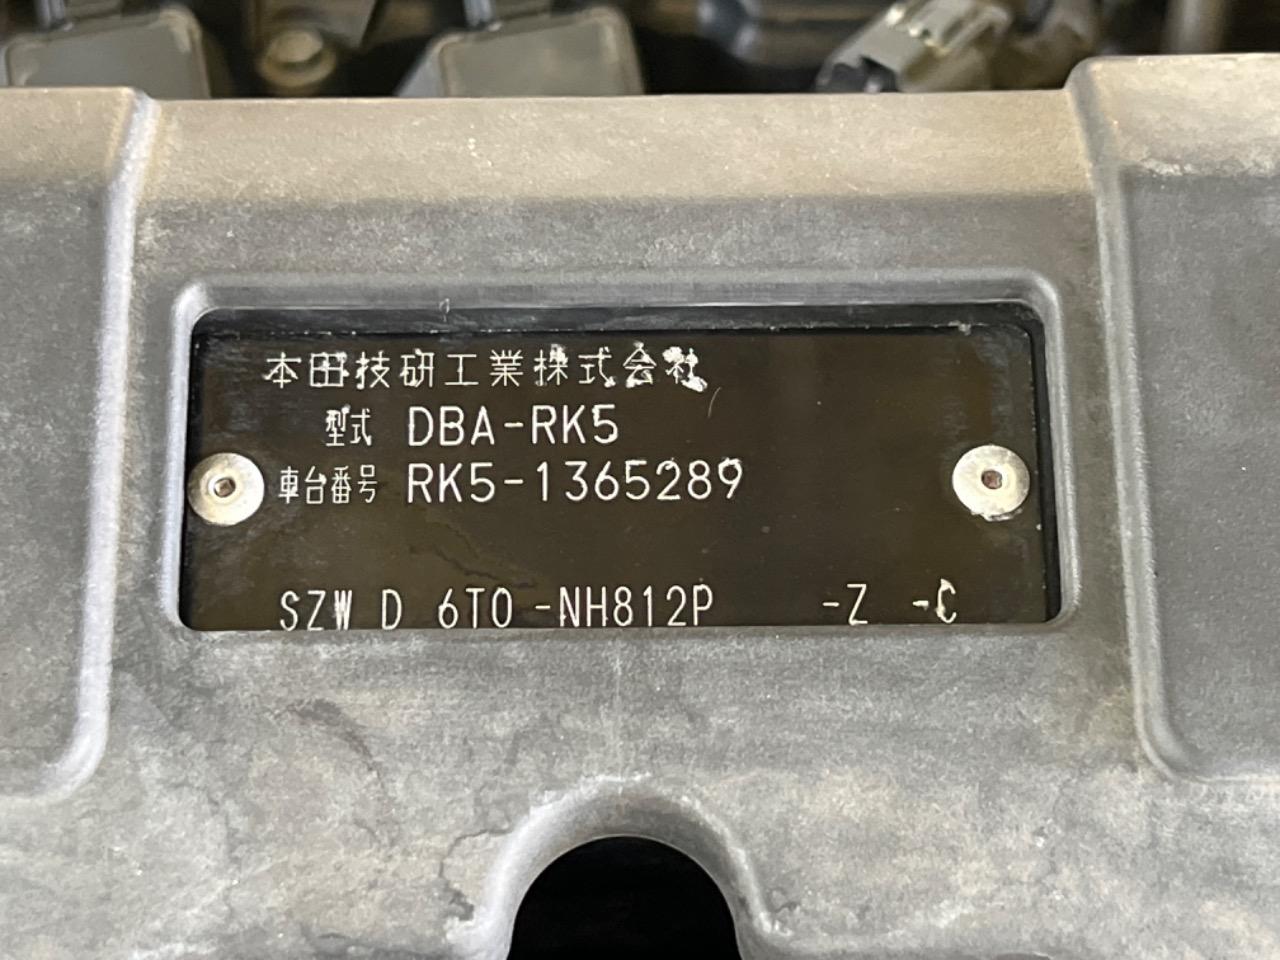 本田技研工業株式会社
型式 DBA-RK5
車台番号 RK5-1365289
SZW D 6T0 -NH812P -Z -C